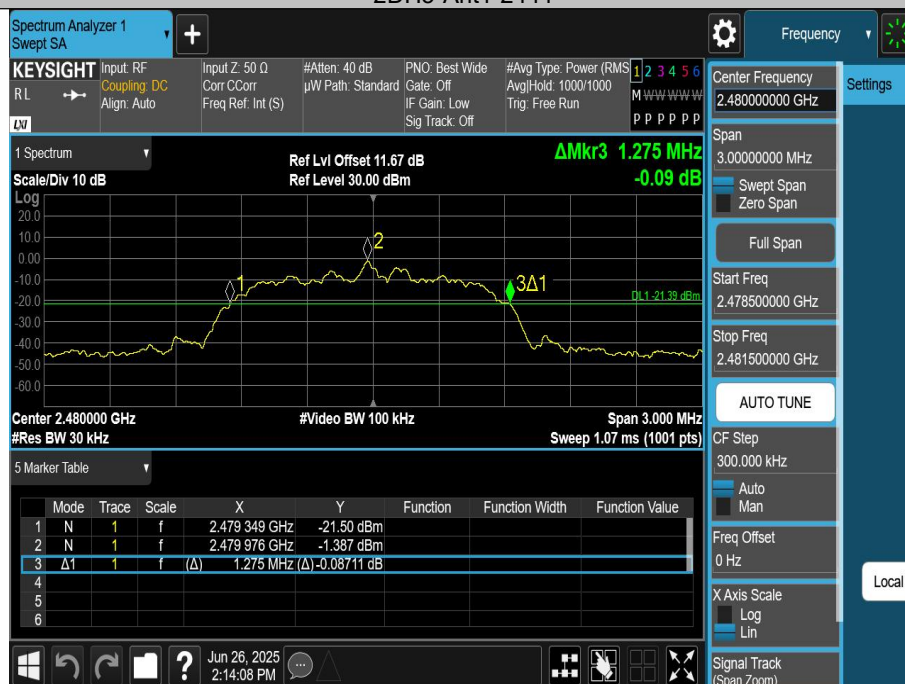 Spectrum Analyzer 1
Swept SA
+
Frequency
KEYSIGHT
RL
LXI
Input: RF
Coupling: DC
Align: Auto
Input Z: 50 Ω
Corr CCorr
Freq Ref: Int (S)
#Atten: 40 dB
µW Path: Standard
PNO: Best Wide
Gate: Off
IF Gain: Low
Sig Track: Off
#Avg Type: Power (RMS
Avg|Hold: 1000/1000
Trig: Free Run
1 2 3 4 5 6
M W W W W W
P P P P P P
1 Spectrum
Scale/Div 10 dB
Ref Lvl Offset 11.67 dB
Ref Level 30.00 dBm
ΔMkr3 1.275 MHz
-0.09 dB
Log
20.0
10.0
0.00
-10.0
-20.0
-30.0
-40.0
-50.0
-60.0
1
2
3Δ1
DL1 -21.39 dBm
Center 2.480000 GHz
#Video BW 100 kHz
Span 3.000 MHz
#Res BW 30 kHz
Sweep 1.07 ms (1001 pts)
5 Marker Table
Mode Trace Scale X Y Function Function Width Function Value
1 N 1 f 2.479 349 GHz -21.50 dBm
2 N 1 f 2.479 976 GHz -1.387 dBm
3 Δ1 1 f (Δ) 1.275 MHz (Δ) -0.08711 dB
4
5
6
?
Jun 26, 2025
2:14:08 PM
Center Frequency
2.480000000 GHz
Settings
Span
3.00000000 MHz
Swept Span
Zero Span
Full Span
Start Freq
2.478500000 GHz
Stop Freq
2.481500000 GHz
AUTO TUNE
CF Step
300.000 kHz
Auto
Man
Freq Offset
0 Hz
Local
X Axis Scale
Log
Lin
Signal Track
(Span Zoom)